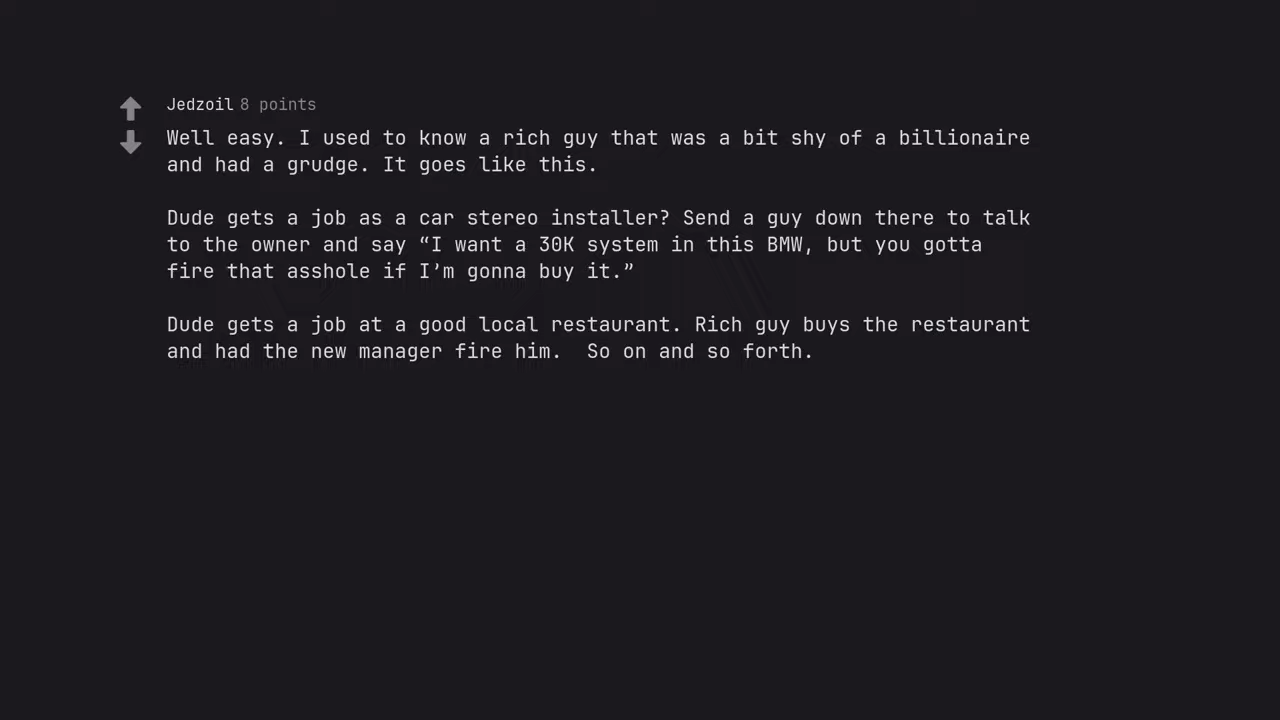 Jedzoil 8 points
Well easy. I used to know a rich guy that was a bit shy of a billionaire
and had a grudge. It goes like this.
Dude gets a job as a car stereo installer? Send a guy down there to talk
to the owner and say “I want a 30K system in this BMW, but you gotta
fire that asshole if I’m gonna buy it.”
Dude gets a job at a good local restaurant. Rich guy buys the restaurant
and had the new manager fire him.  So on and so forth.